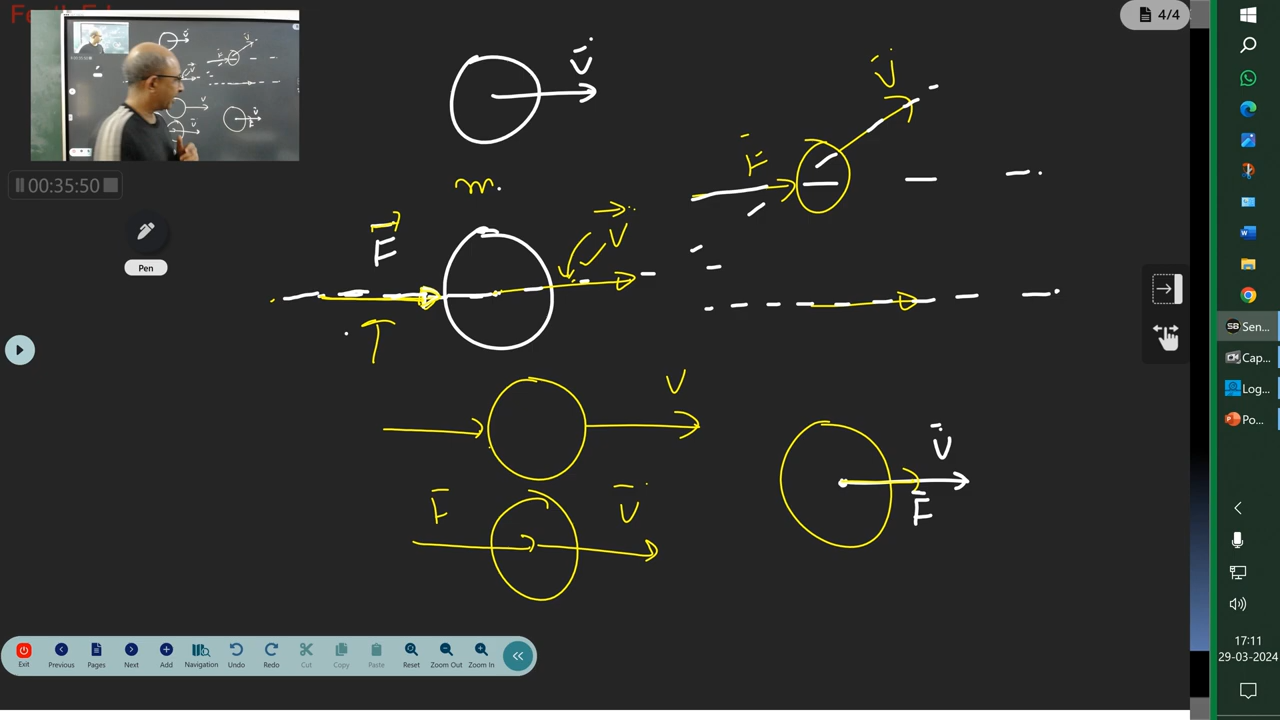 4/4
V
V
m.
F
F
V
00:35:50
Pen
T
V
V
F
F
V
Exit Previous Pages Next Add Navigation Undo Redo Cut Copy Paste Reset Zoom Out Zoom In
SB Sen...
Cap...
Log...
Po...
17:11
29-03-2024